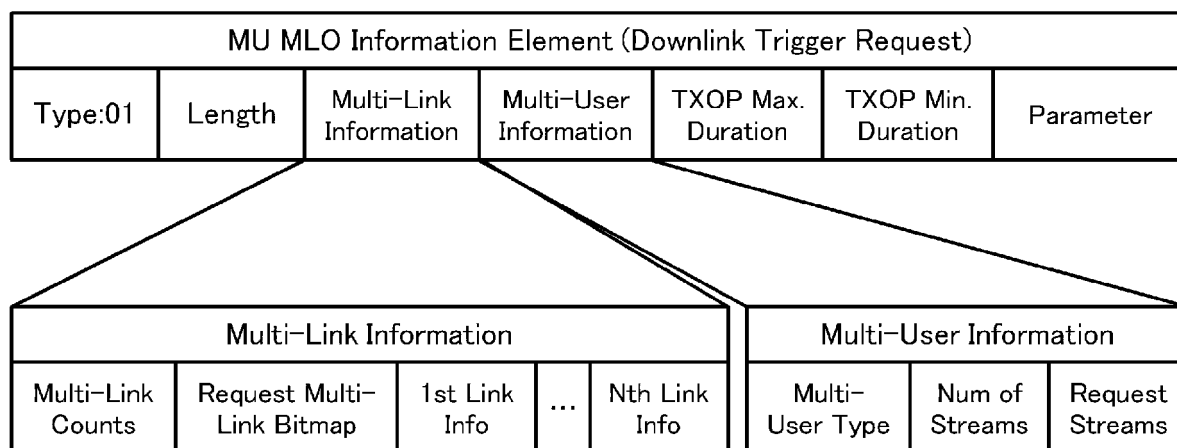 MU MLO Information Element (Downlink Trigger Request)
Type:01
Length
Multi-Link
Information
Multi-User
Information
TXOP Max.
Duration
TXOP Min.
Duration
Parameter
Multi-Link Information
Multi-Link
Counts
Request Multi-
Link Bitmap
1st Link
Info
...
Nth Link
Info
Multi-User Information
Multi-
User Type
Num of
Streams
Request
Streams